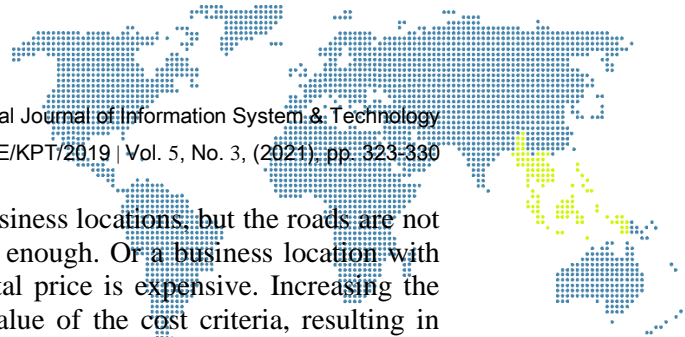 al Journal of Information System & Technology
E/KPT/2019 | Vol. 5, No. 3, (2021), pp. 323-330
siness locations, but the roads are not
enough. Or a business location with
tal price is expensive. Increasing the
alue of the cost criteria, resulting in